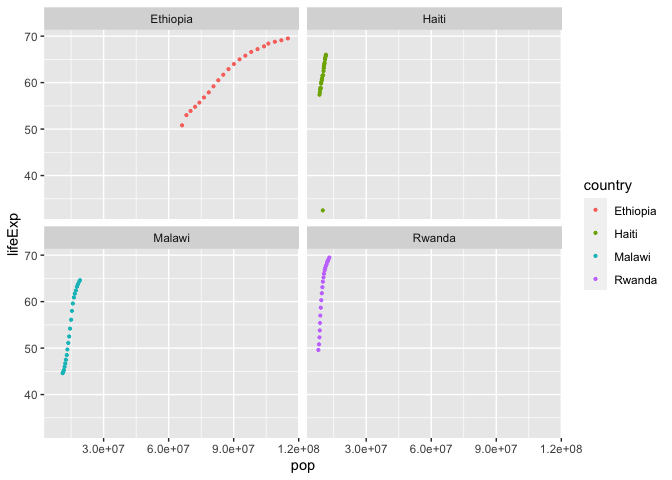 Ethiopia Haiti
70
60
50
40
country
Ethiopia
Haiti
Malawi
Rwanda
lifeExp
Malawi Rwanda
70
60
50
40
3.0e+07 6.0e+07 9.0e+07 1.2e+08 3.0e+07 6.0e+07 9.0e+07 1.2e+08
pop